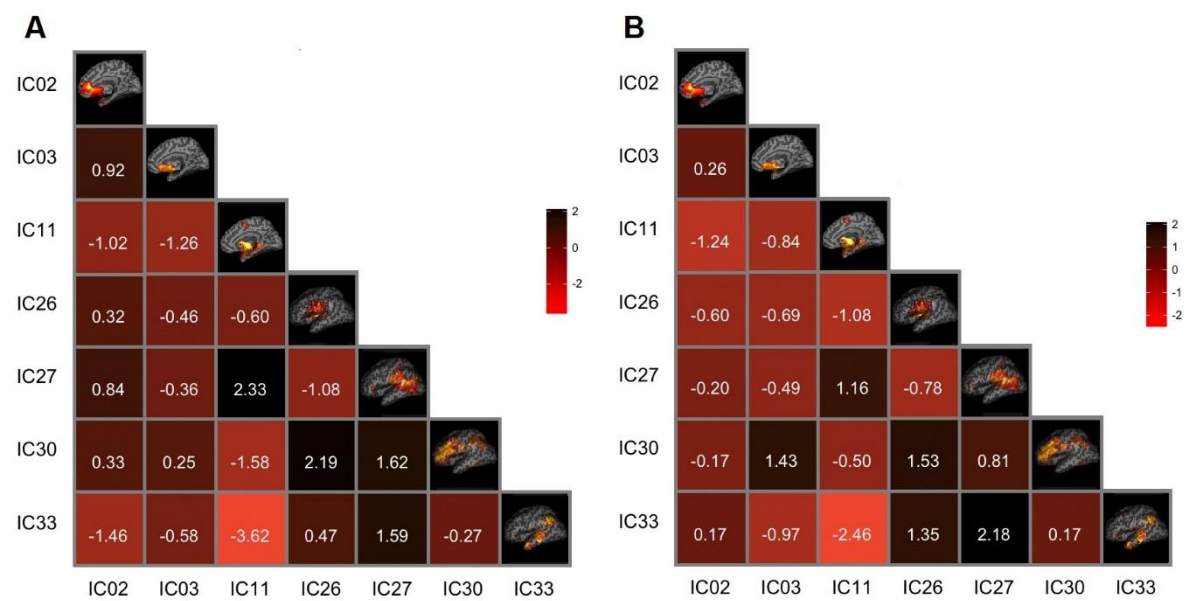 A
IC02
IC03 0.92
IC11 -1.02 -1.26
IC26 0.32 -0.46 -0.60
IC27 0.84 -0.36 2.33 -1.08
IC30 0.33 0.25 -1.58 2.19 1.62
IC33 -1.46 -0.58 -3.62 0.47 1.59 -0.27
IC02 IC03 IC11 IC26 IC27 IC30 IC33
2
0
-2
B
IC02
IC03 0.26
IC11 -1.24 -0.84
IC26 -0.60 -0.69 -1.08
IC27 -0.20 -0.49 1.16 -0.78
IC30 -0.17 1.43 -0.50 1.53 0.81
IC33 0.17 -0.97 -2.46 1.35 2.18 0.17
IC02 IC03 IC11 IC26 IC27 IC30 IC33
2
1
0
-1
-2